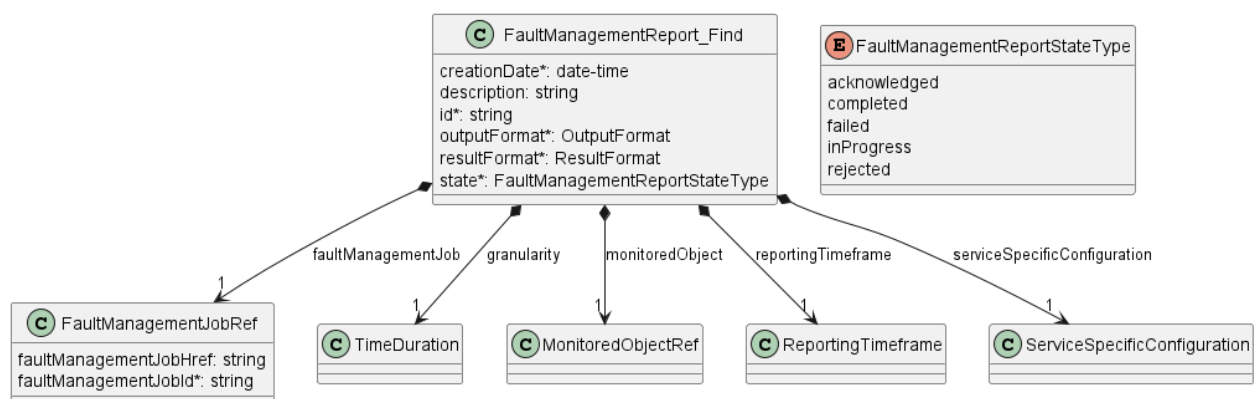 C FaultManagementReport_Find
creationDate*: date-time
description: string
id*: string
outputFormat*: OutputFormat
resultFormat*: ResultFormat
state*: FaultManagementReportStateType
E FaultManagementReportStateType
acknowledged
completed
failed
inProgress
rejected
faultManagementJob
granularity
monitoredObject
reportingTimeframe
serviceSpecificConfiguration
1
1
1
1
1
C FaultManagementJobRef
faultManagementJobHref: string
faultManagementJobId*: string
C TimeDuration
C MonitoredObjectRef
C ReportingTimeframe
C ServiceSpecificConfiguration